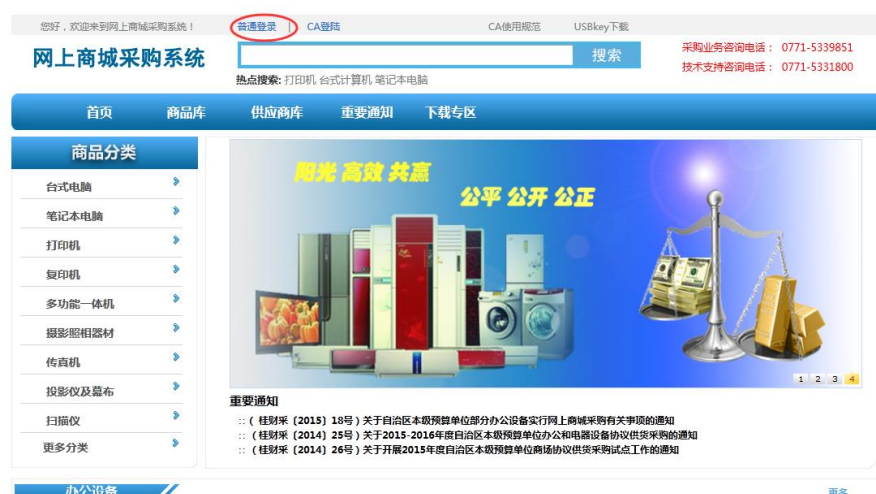 您好，欢迎来到网上商城采购系统！ 普通登录 | CA登陆 CA使用规范 USBkey下载
网上商城采购系统 搜索 采购业务咨询电话： 0771-5339851
热点搜索: 打印机 台式计算机 笔记本电脑 技术支持咨询电话： 0771-5331800
首页 商品库 供应商库 重要通知 下载专区
商品分类
台式电脑
笔记本电脑
打印机
复印机
多功能一体机
摄影照相器材
传真机
投影仪及幕布
扫描仪
更多分类
阳光 高效 共赢
公平 公开 公正
1 2 3 4
重要通知
:: ( 桂财采〔2015〕18号 ) 关于自治区本级预算单位部分办公设备实行网上商城采购有关事项的通知
:: ( 桂财采〔2014〕25号 ) 关于2015-2016年度自治区本级预算单位办公和电器设备协议供货采购的通知
:: ( 桂财采〔2014〕26号 ) 关于开展2015年度自治区本级预算单位商场协议供货采购试点工作的通知
办公设备 更多